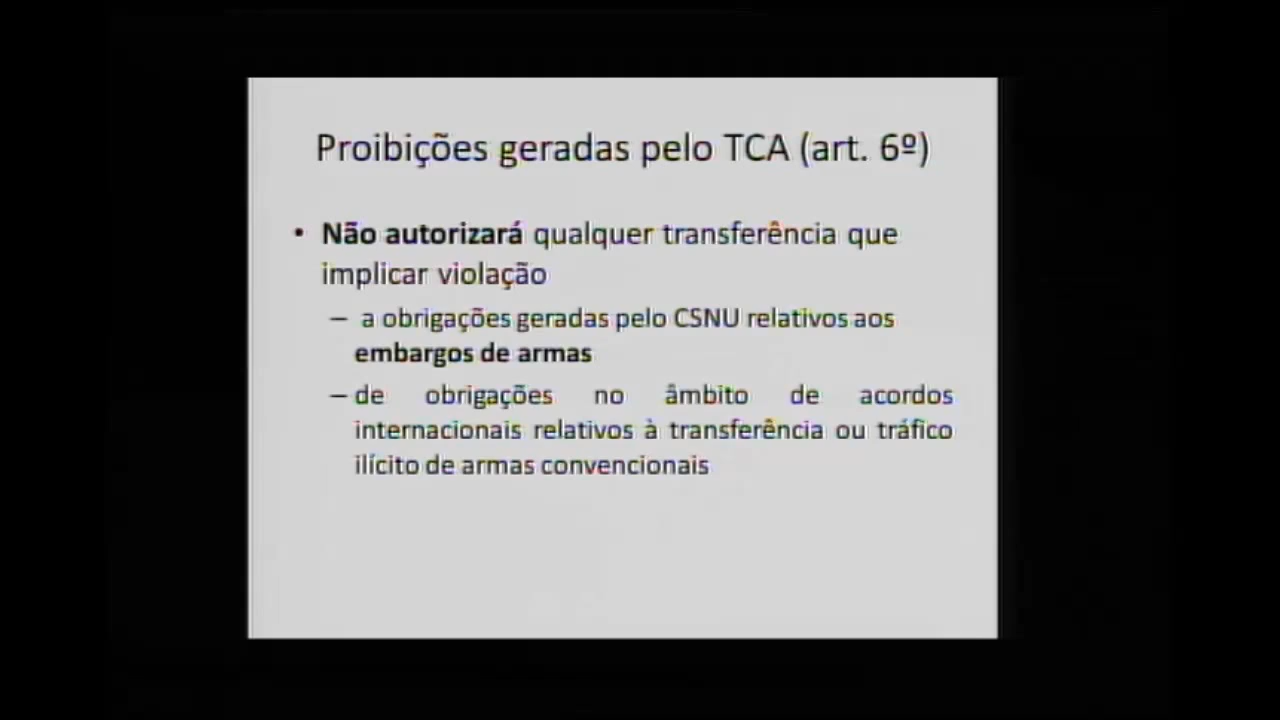 Proibições geradas pelo TCA (art. 6º)
• Não autorizará qualquer transferência que
implicar violação
– a obrigações geradas pelo CSNU relativos aos
embargos de armas
– de obrigações no âmbito de acordos
internacionais relativos à transferência ou tráfico
ilícito de armas convencionais